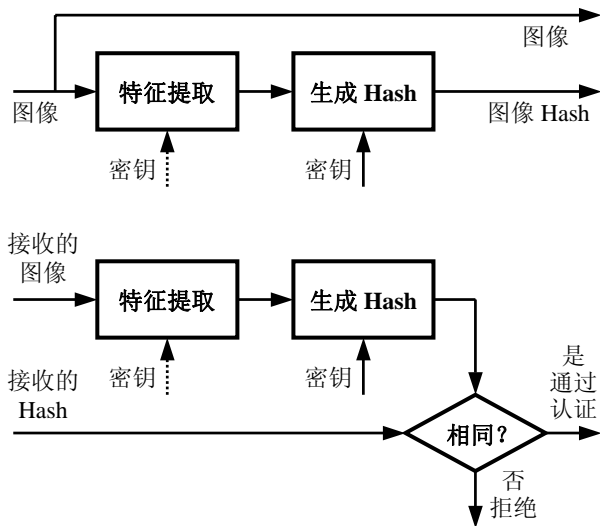 图像
图像
特征提取
生成 Hash
图像 Hash
密钥
密钥
接收的
图像
特征提取
生成 Hash
接收的
Hash
密钥
密钥
是
通过
认证
相同？
否
拒绝